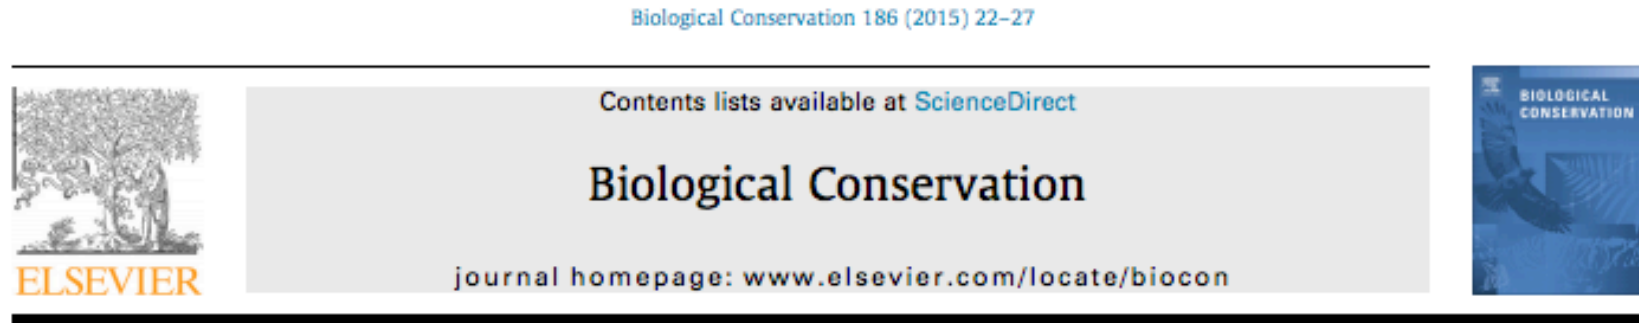 Biological Conservation 186 (2015) 22–27
Contents lists available at ScienceDirect
Biological Conservation
journal homepage: www.elsevier.com/locate/biocon
ELSEVIER
BIOLOGICAL
CONSERVATION